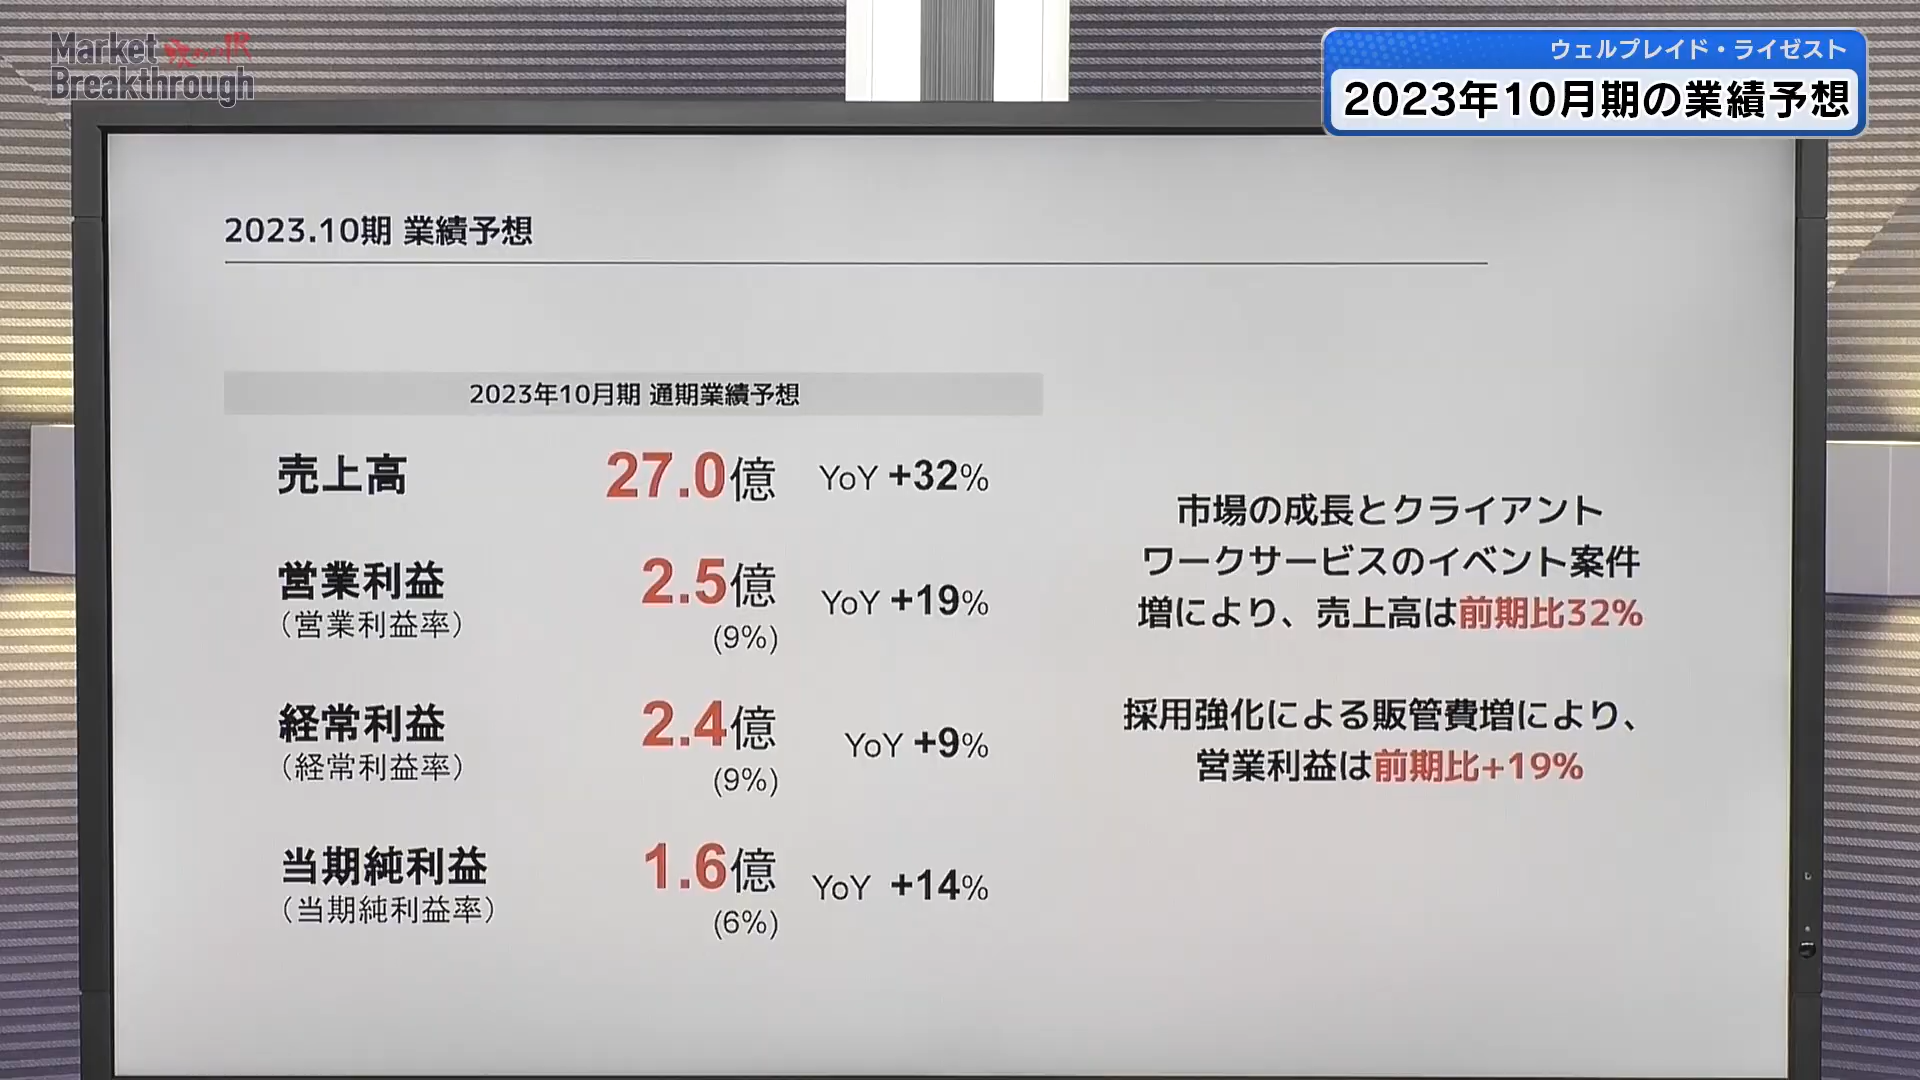 Market
Breakthrough
ウェルプレイド・ライゼスト
2023年10月期の業績予想
2023.10期 業績予想
2023年10月期 通期業績予想
売上高 27.0億 YoY +32%
営業利益 2.5億 YoY +19%
（営業利益率） (9%)
経常利益 2.4億 YoY +9%
（経常利益率） (9%)
当期純利益 1.6億 YoY +14%
（当期純利益率） (6%)
市場の成長とクライアント
ワークサービスのイベント案件
増により、売上高は前期比32%
採用強化による販管費増により、
営業利益は前期比+19%